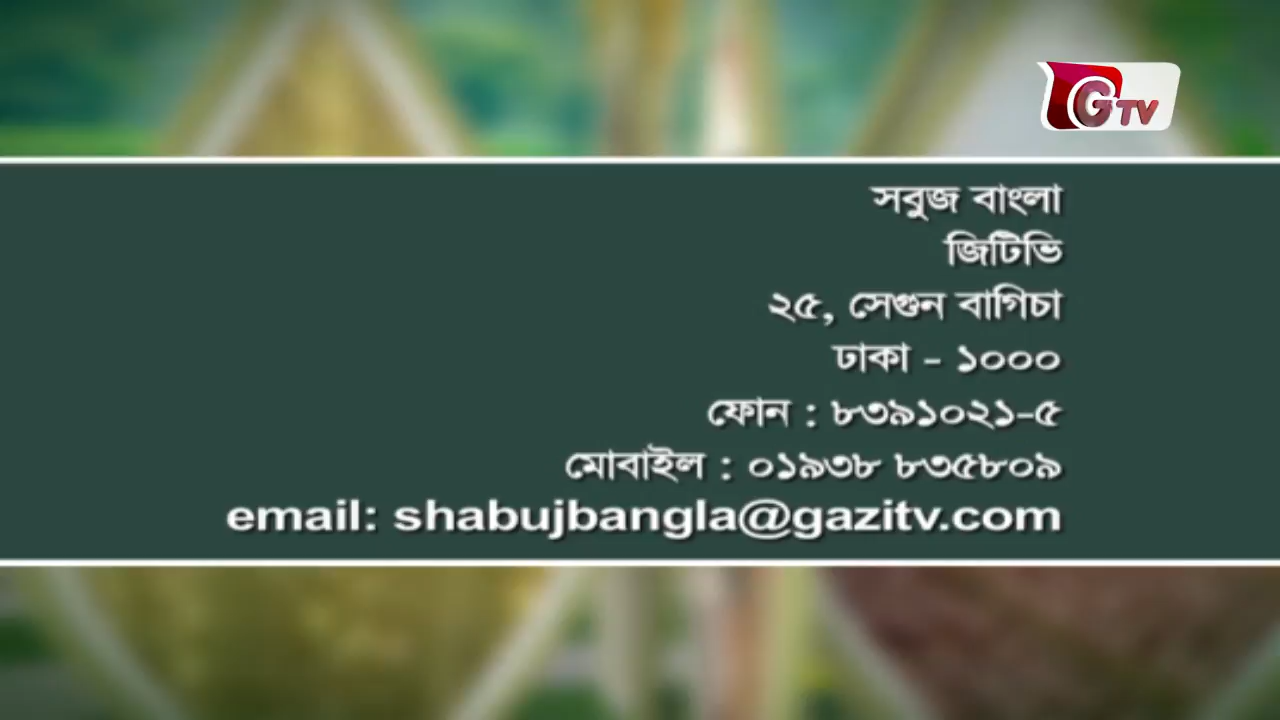 GTV
সবুজ বাংলা
জিটিভি
২৫, সেগুন বাগিচা
ঢাকা - ১০০০
ফোন : ৮৩৯১০২১-৫
মোবাইল : ০১৯৩৮ ৮৩৫৮০৯
email: shabujbangla@gazitv.com